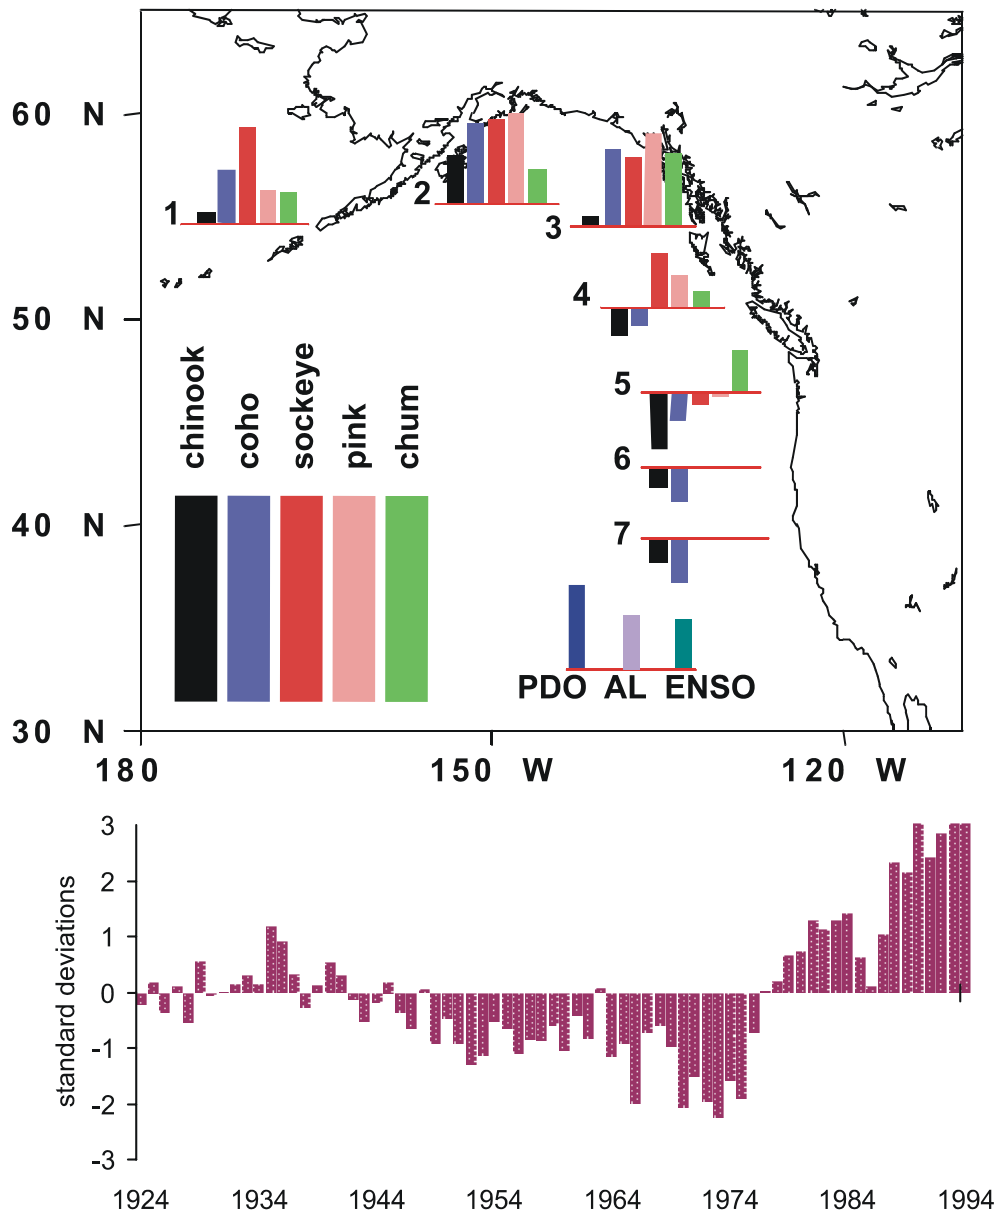 60 N
1
2
3
4
50 N
5
chinook
coho
sockeye
pink
chum
6
40 N
7
PDO AL ENSO
30 N
180 150 W 120 W
3
2
1
0
-1
-2
-3
standard deviations
1924 1934 1944 1954 1964 1974 1984 1994